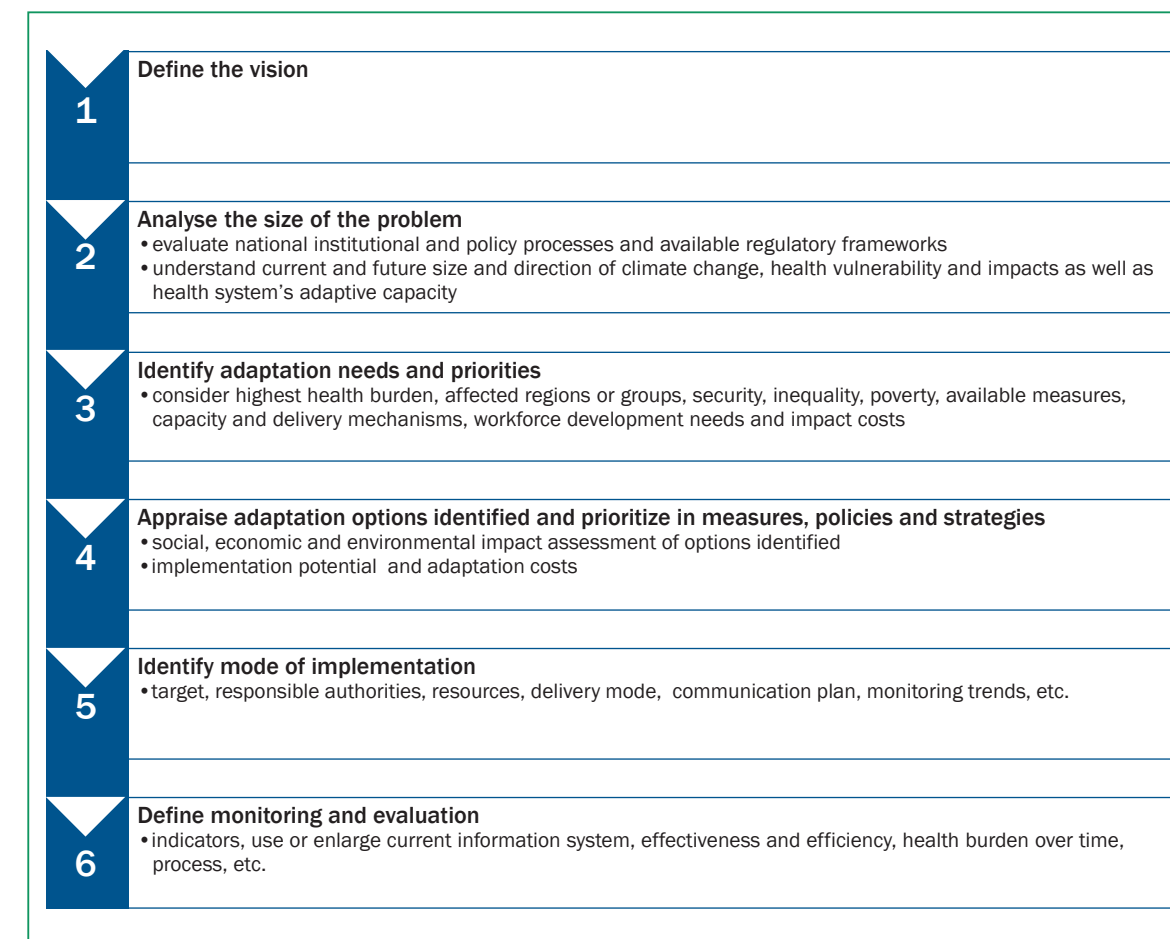 1
Define the vision
2
Analyse the size of the problem
•evaluate national institutional and policy processes and available regulatory frameworks
•understand current and future size and direction of climate change, health vulnerability and impacts as well as
health system's adaptive capacity
3
Identify adaptation needs and priorities
•consider highest health burden, affected regions or groups, security, inequality, poverty, available measures,
capacity and delivery mechanisms, workforce development needs and impact costs
4
Appraise adaptation options identified and prioritize in measures, policies and strategies
•social, economic and environmental impact assessment of options identified
•implementation potential and adaptation costs
5
Identify mode of implementation
•target, responsible authorities, resources, delivery mode, communication plan, monitoring trends, etc.
6
Define monitoring and evaluation
•indicators, use or enlarge current information system, effectiveness and efficiency, health burden over time,
process, etc.